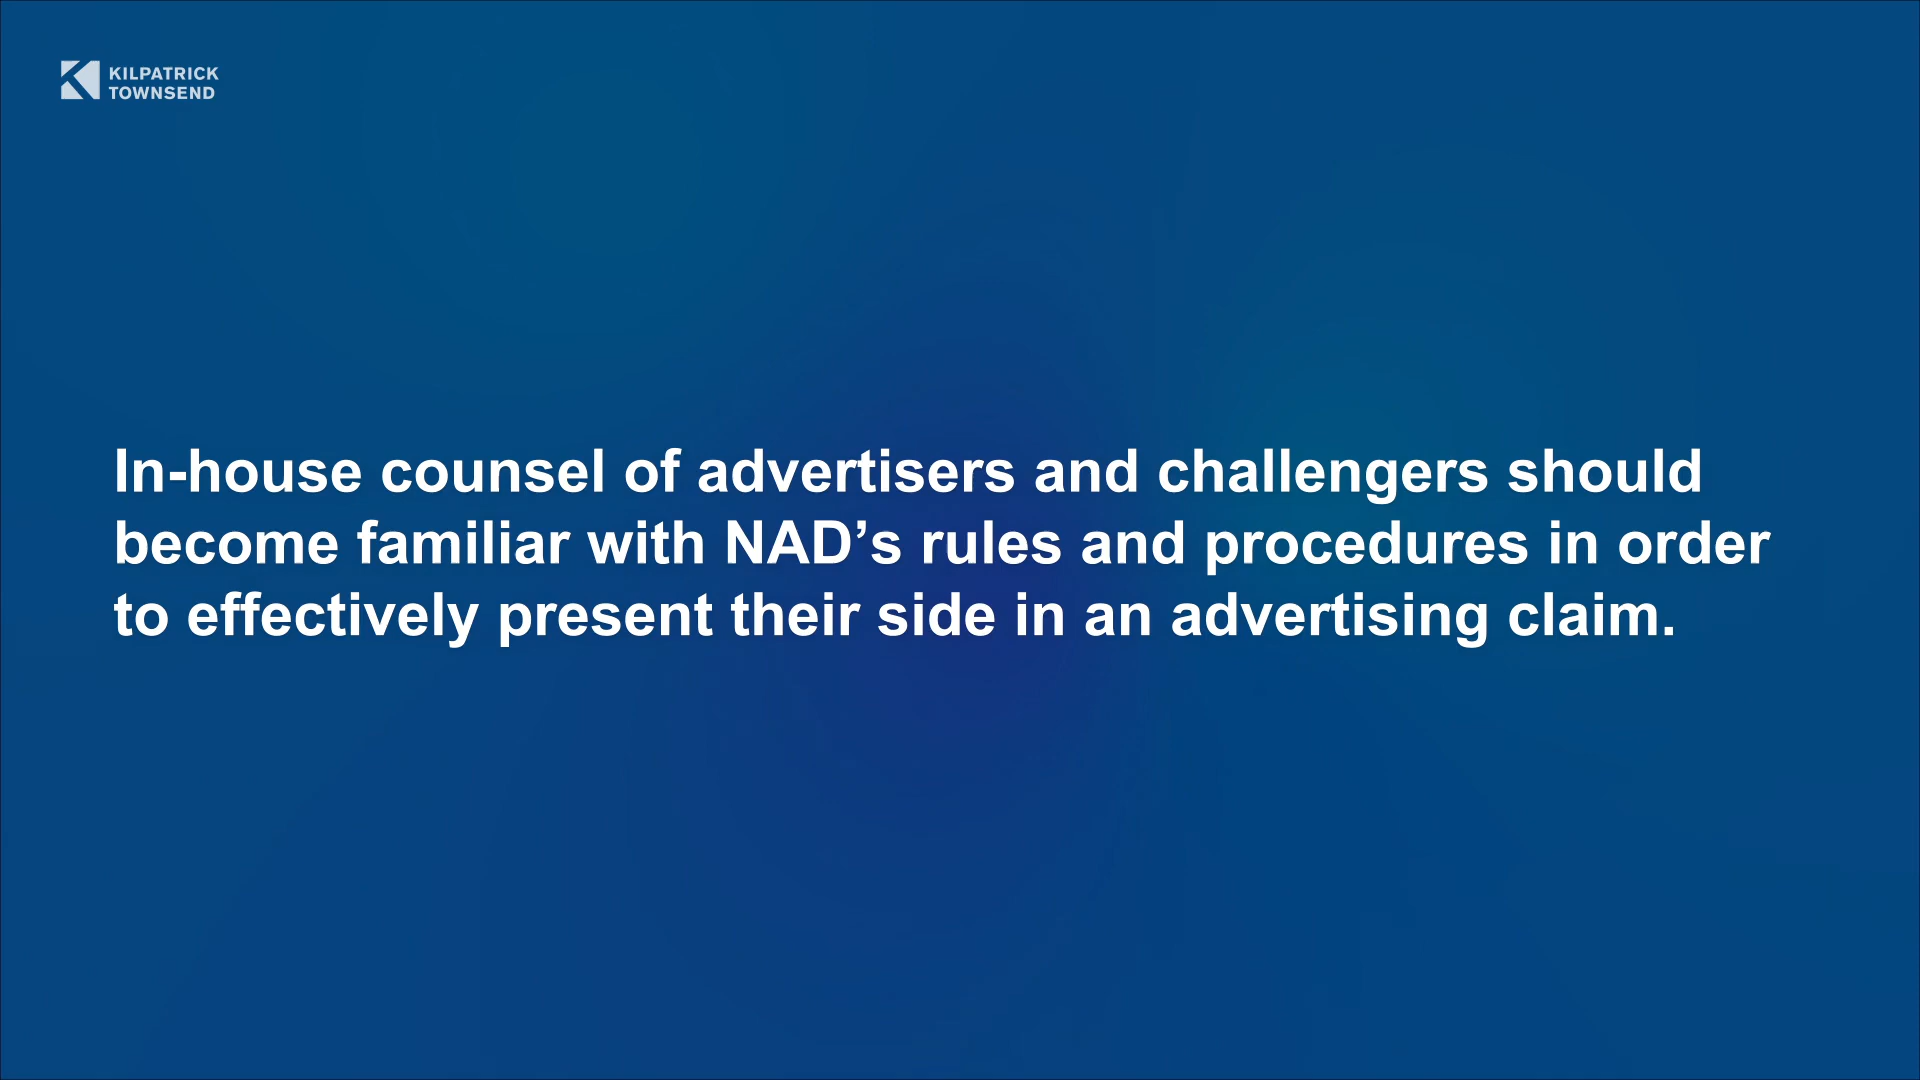 KILPATRICK
TOWNSEND
In-house counsel of advertisers and challengers should
become familiar with NAD’s rules and procedures in order
to effectively present their side in an advertising claim.